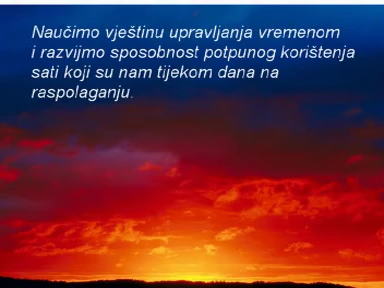 Naučimo vještinu upravljanja vremenom
i razvijmo sposobnost potpunog korištenja
sati koji su nam tijekom dana na
raspolaganju.